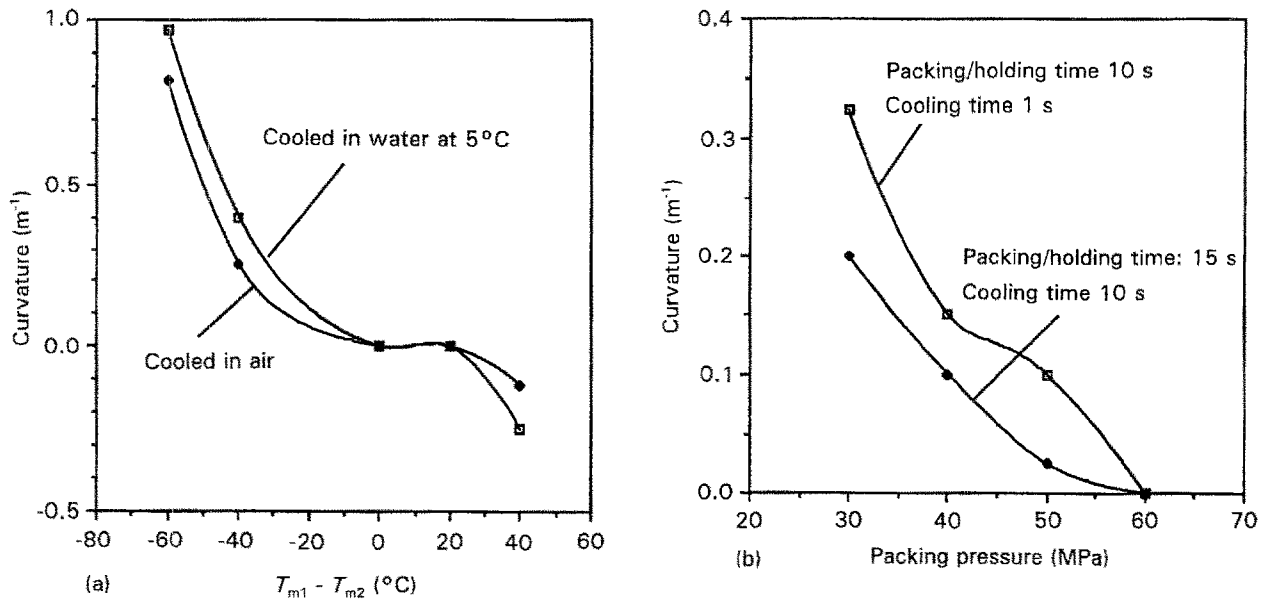 1.0
0.5
0.0
-0.5
Curvature (m⁻¹)
Cooled in water at 5°C
Cooled in air
-80 -60 -40 -20 0 20 40 60
(a)
Tm1 - Tm2 (°C)
0.4
0.3
0.2
0.1
0.0
Curvature (m⁻¹)
Packing/holding time 10 s
Cooling time 1 s
Packing/holding time: 15 s
Cooling time 10 s
20 30 40 50 60 70
(b)
Packing pressure (MPa)